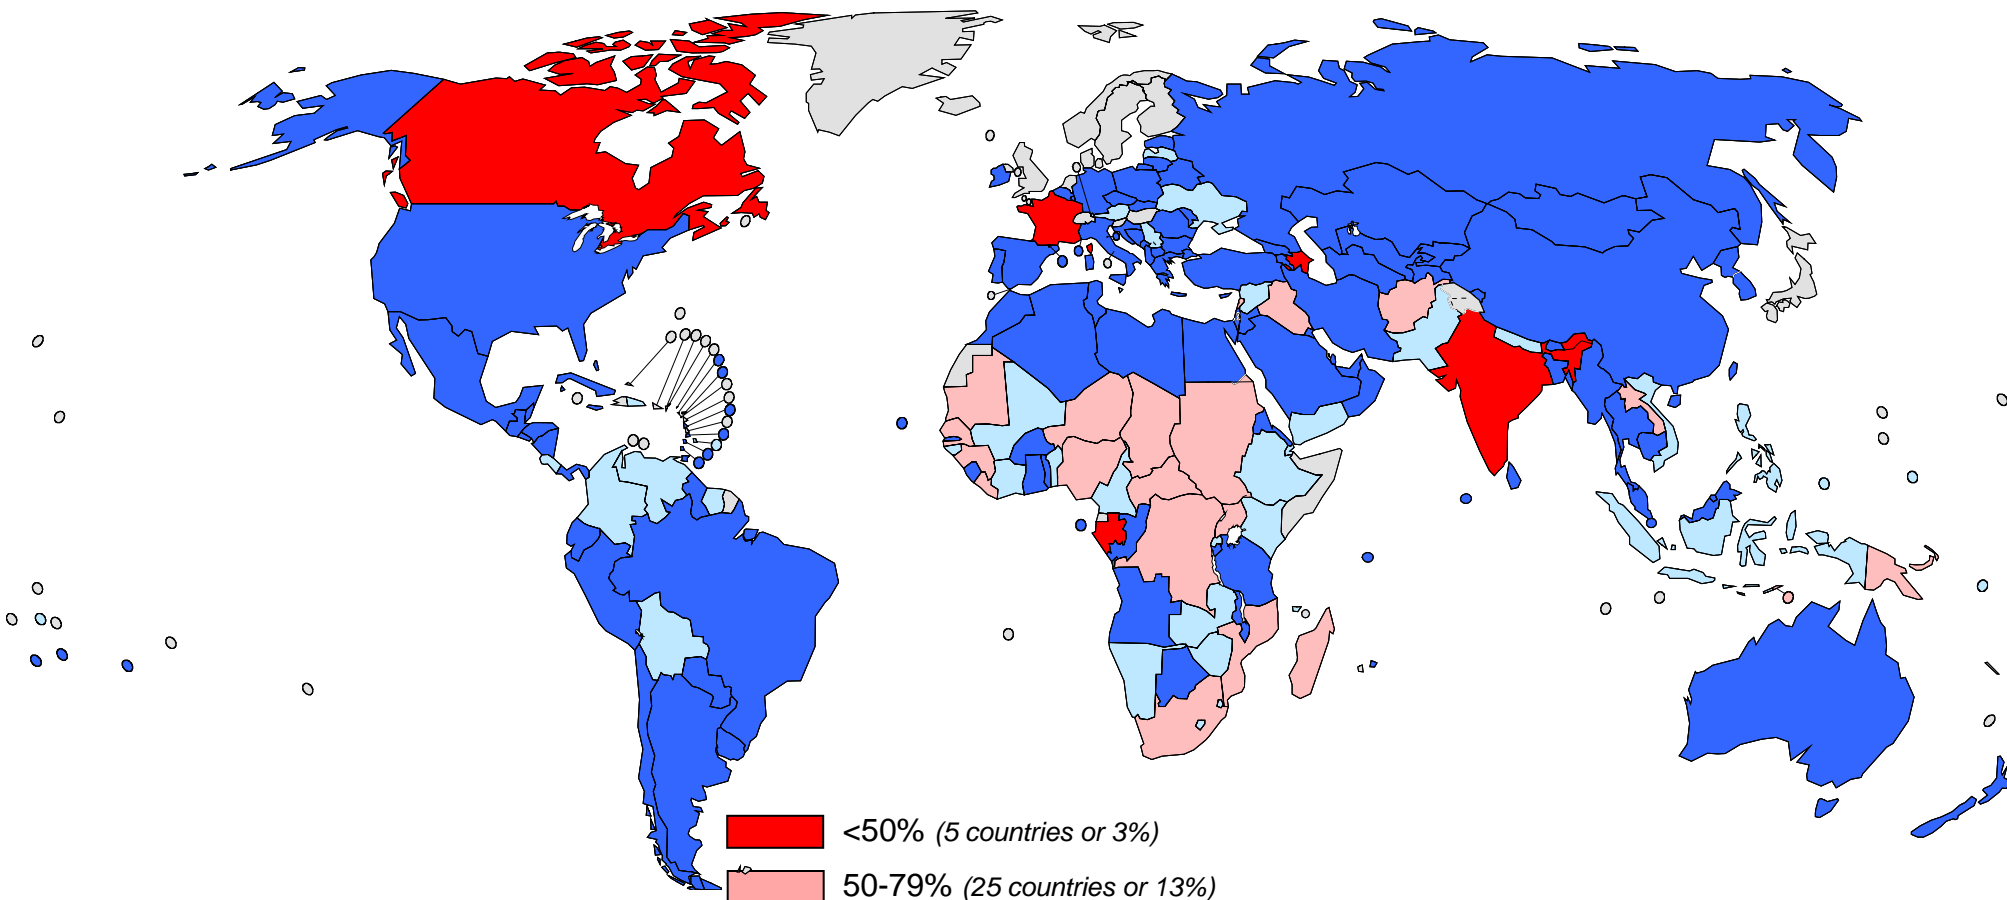 <50% (5 countries or 3%)
50-79% (25 countries or 13%)